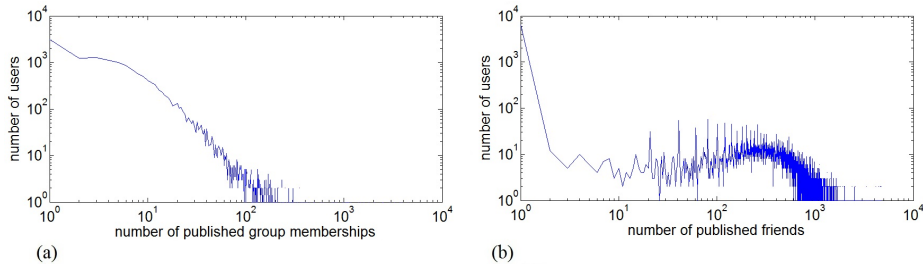 10^4
10^3
10^2
10^1
10^0
number of users
10^0 10^1 10^2 10^3 10^4
number of published group memberships
(a)
10^4
10^3
10^2
10^1
10^0
number of users
10^0 10^1 10^2 10^3 10^4
number of published friends
(b)